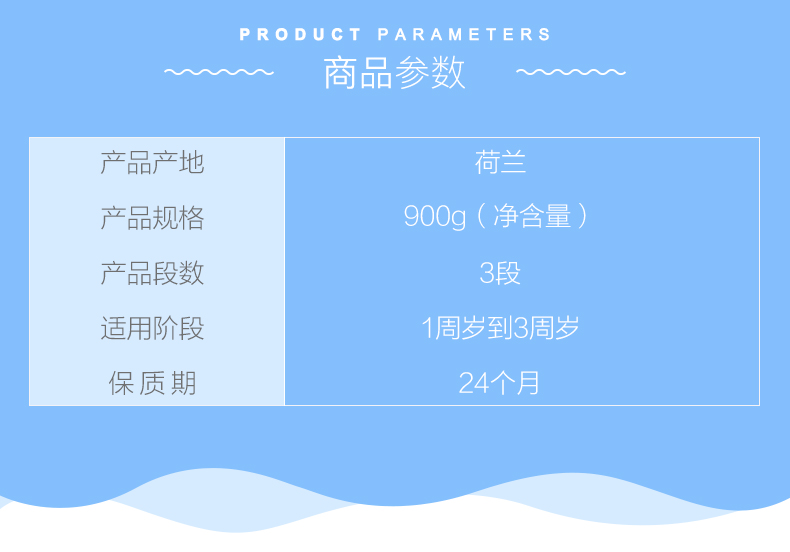 PRODUCT PARAMETERS
商品参数
产品产地 荷兰
产品规格 900g（净含量）
产品段数 3段
适用阶段 1周岁到3周岁
保质期 24个月